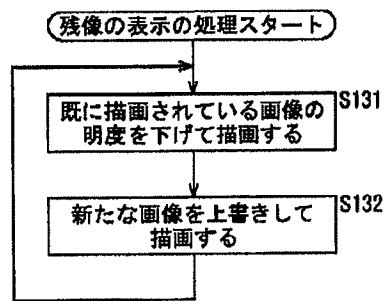 残像の表示の処理スタート
S131
既に描画されている画像の
明度を下げて描画する
S132
新たな画像を上書きして
描画する